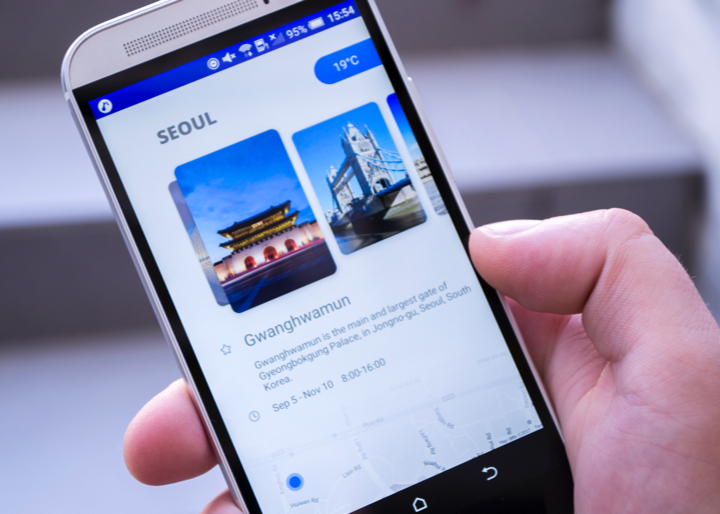 95% 15:54
19°C
SEOUL
Gwanghwamun
Gwanghwamun is the main and largest gate of
Gyeongbokgung Palace, in Jongno-gu, Seoul, South
Korea.
Sep 5 - Nov 10 8:00-16:00